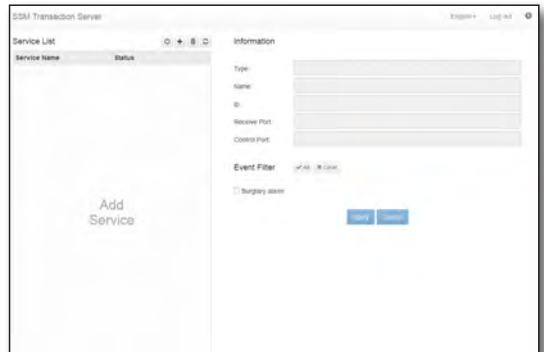 SSM Transaction Server
English
Log out
Service List
Service Name Status
Add
Service
Information
Type:
Name:
ID:
Receive Port:
Control Port:
Event Filter
All
Burglary alarm
Cancel